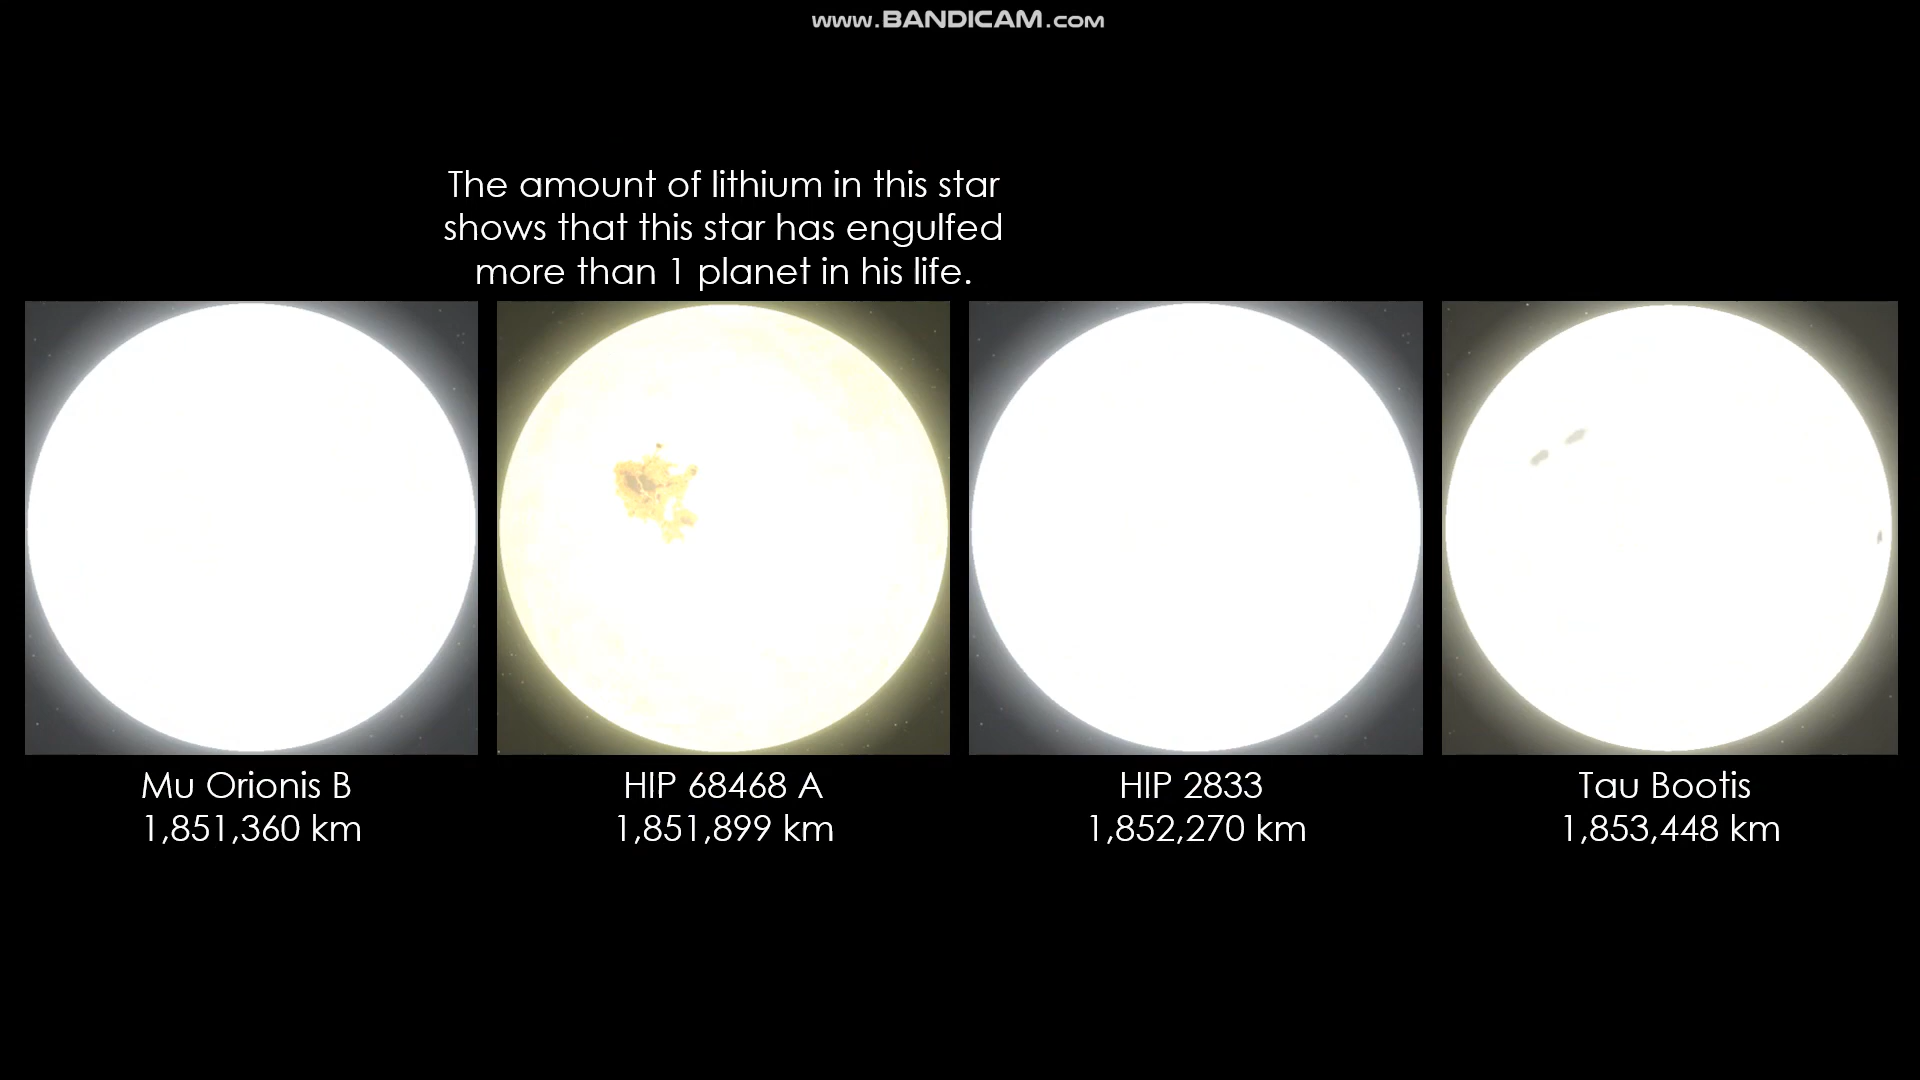 www.BANDICAM.com
The amount of lithium in this star
shows that this star has engulfed
more than 1 planet in his life.
Mu Orionis B
1,851,360 km
HIP 68468 A
1,851,899 km
HIP 2833
1,852,270 km
Tau Bootis
1,853,448 km